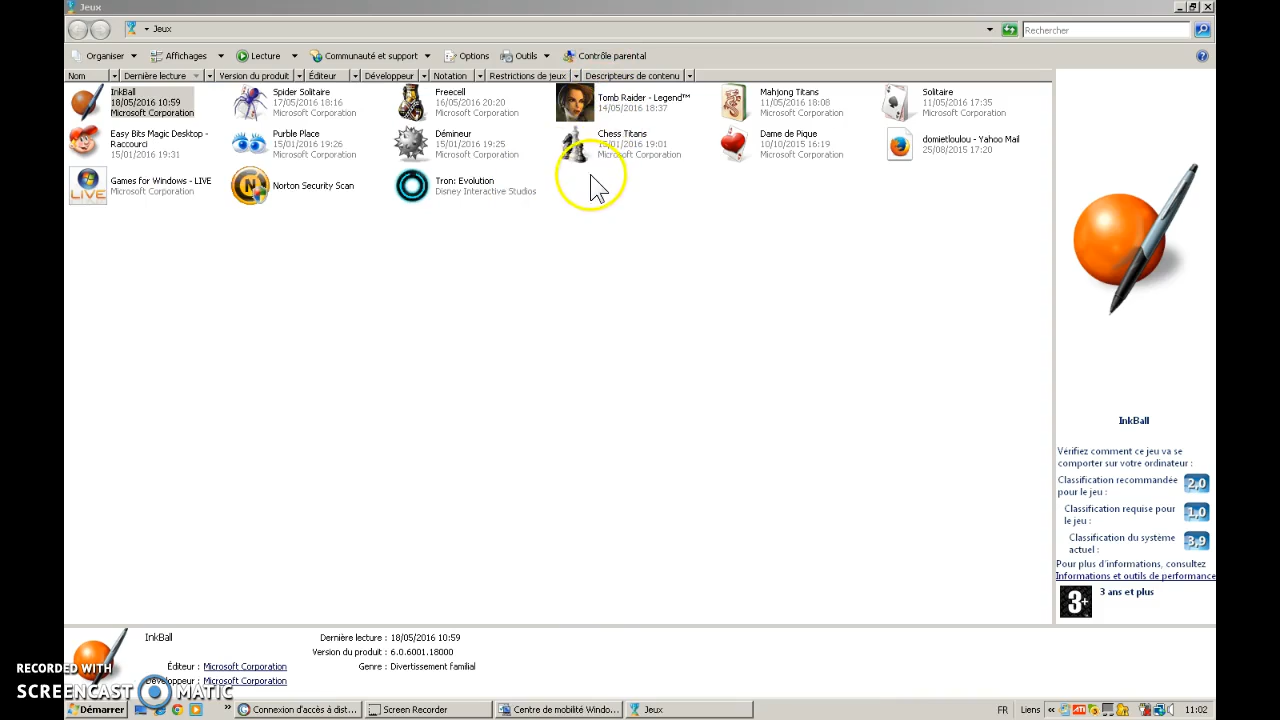 Jeux
Jeux
Rechercher
Organiser Affichages Lecture Communauté et support Options Outils Contrôle parental
Nom Dernière lecture Version du produit Éditeur Développeur Notation Restrictions de jeux Descripteurs de contenu
InkBall
18/05/2016 10:59
Microsoft Corporation
Spider Solitaire
17/05/2016 18:16
Microsoft Corporation
Freecell
16/05/2016 20:20
Microsoft Corporation
Tomb Raider - Legend™
14/05/2016 18:37
Mahjong Titans
11/05/2016 18:08
Microsoft Corporation
Solitaire
11/05/2016 17:35
Microsoft Corporation
Easy Bits Magic Desktop -
Raccourci
15/01/2016 19:31
Purble Place
15/01/2016 19:26
Microsoft Corporation
Démineur
15/01/2016 19:25
Microsoft Corporation
Chess Titans
15/01/2016 19:01
Microsoft Corporation
Dame de Pique
10/10/2015 16:19
Microsoft Corporation
domietloulou - Yahoo Mail
25/08/2015 17:20
Games for Windows - LIVE
Microsoft Corporation
LIVE
Norton Security Scan
Tron: Evolution
Disney Interactive Studios
InkBall
Vérifiez comment ce jeu va se
comporter sur votre ordinateur :
Classification recommandée
pour le jeu :
2,0
Classification requise pour
le jeu :
1,0
Classification du système
actuel :
3,9
Pour plus d'informations, consultez
Informations et outils de performance
3+
3 ans et plus
InkBall
Dernière lecture : 18/05/2016 10:59
Version du produit : 6.0.6001.18000
Éditeur : Microsoft Corporation
Genre : Divertissement familial
Développeur : Microsoft Corporation
RECORDED WITH
SCREENCAST MATIC
Démarrer Connexion d'accès à dist... Screen Recorder Centre de mobilité Windo... Jeux FR Liens 11:02